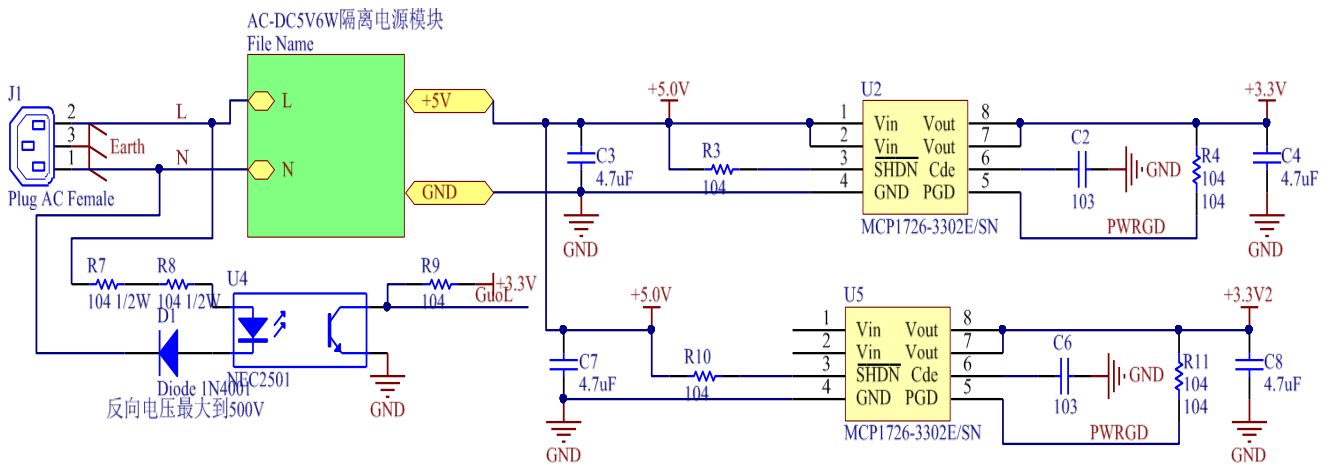 AC-DC5V6W隔离电源模块
File Name
J1
2
L
3
Earth
1
N
Plug AC Female
L
N
+5V
GND
C3
4.7uF
GND
+5.0V
R3
104
U2
1
2
3
4
Vin
Vin
SHDN
GND
Vout
Vout
Cde
PGD
8
7
6
5
MCP1726-3302E/SN
C2
103
GND
PWRGD
R4
104
104
+3.3V
C4
4.7uF
GND
R7
104 1/2W
R8
104 1/2W
U4
NEC2501
D1
Diode 1N4001
反向电压最大到500V
R9
104
+3.3V
GuoL
GND
+5.0V
C7
4.7uF
GND
R10
104
U5
1
2
3
4
Vin
Vin
SHDN
GND
Vout
Vout
Cde
PGD
8
7
6
5
MCP1726-3302E/SN
C6
103
GND
PWRGD
R11
104
104
+3.3V2
C8
4.7uF
GND